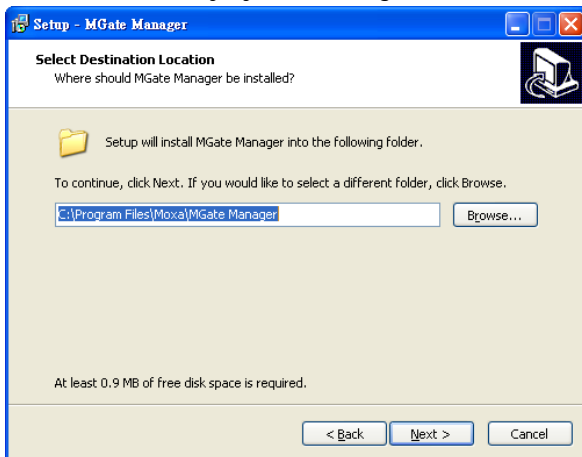 Setup - MGate Manager
Select Destination Location
Where should MGate Manager be installed?
Setup will install MGate Manager into the following folder.
To continue, click Next. If you would like to select a different folder, click Browse.
C:\Program Files\Moxa\MGate Manager
Browse...
At least 0.9 MB of free disk space is required.
< Back
Next >
Cancel